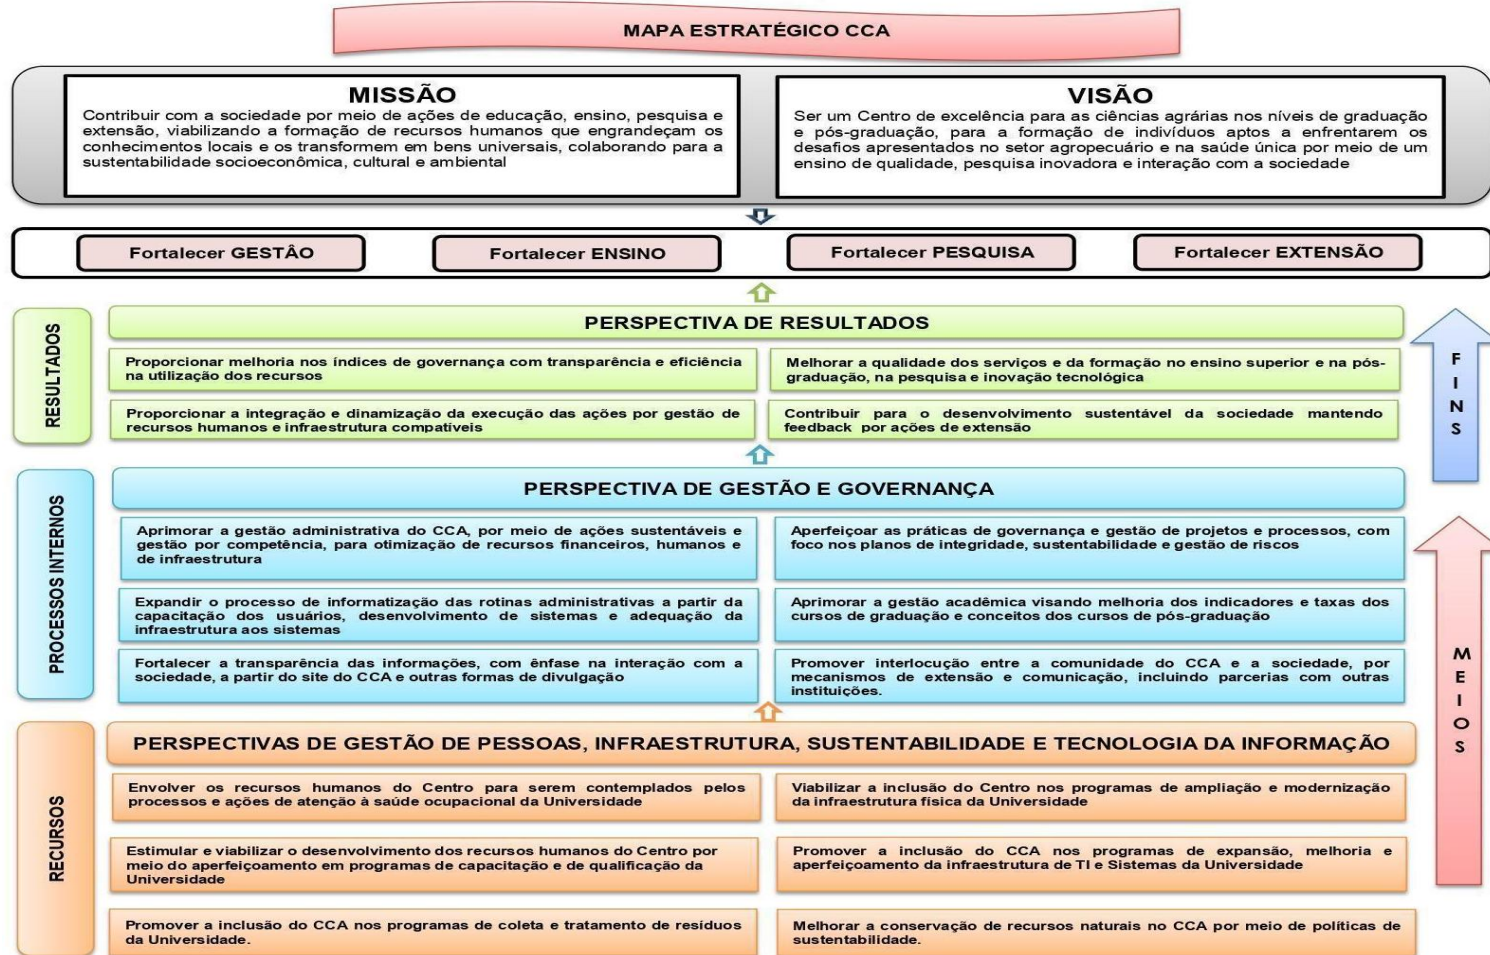 MAPA ESTRATÉGICO CCA
MISSÃO
Contribuir com a sociedade por meio de ações de educação, ensino, pesquisa e
extensão, viabilizando a formação de recursos humanos que engrandeçam os
conhecimentos locais e os transformem em bens universais, colaborando para a
sustentabilidade socioeconômica, cultural e ambiental
VISÃO
Ser um Centro de excelência para as ciências agrárias nos níveis de graduação
e pós-graduação, para a formação de indivíduos aptos a enfrentarem os
desafios apresentados no setor agropecuário e na saúde única por meio de um
ensino de qualidade, pesquisa inovadora e interação com a sociedade
Fortalecer GESTÂO
Fortalecer ENSINO
Fortalecer PESQUISA
Fortalecer EXTENSÃO
RESULTADOS
PERSPECTIVA DE RESULTADOS
Proporcionar melhoria nos índices de governança com transparência e eficiência
na utilização dos recursos
Melhorar a qualidade dos serviços e da formação no ensino superior e na pós-
graduação, na pesquisa e inovação tecnológica
Proporcionar a integração e dinamização da execução das ações por gestão de
recursos humanos e infraestrutura compatíveis
Contribuir para o desenvolvimento sustentável da sociedade mantendo
feedback por ações de extensão
FINS
PROCESSOS INTERNOS
PERSPECTIVA DE GESTÃO E GOVERNANÇA
Aprimorar a gestão administrativa do CCA, por meio de ações sustentáveis e
gestão por competência, para otimização de recursos financeiros, humanos e
de infraestrutura
Aperfeiçoar as práticas de governança e gestão de projetos e processos, com
foco nos planos de integridade, sustentabilidade e gestão de riscos
Expandir o processo de informatização das rotinas administrativas a partir da
capacitação dos usuários, desenvolvimento de sistemas e adequação da
infraestrutura aos sistemas
Aprimorar a gestão acadêmica visando melhoria dos indicadores e taxas dos
cursos de graduação e conceitos dos cursos de pós-graduação
Fortalecer a transparência das informações, com ênfase na interação com a
sociedade, a partir do site do CCA e outras formas de divulgação
Promover interlocução entre a comunidade do CCA e a sociedade, por
mecanismos de extensão e comunicação, incluindo parcerias com outras
instituições.
MEIOS
RECURSOS
PERSPECTIVAS DE GESTÃO DE PESSOAS, INFRAESTRUTURA, SUSTENTABILIDADE E TECNOLOGIA DA INFORMAÇÃO
Envolver os recursos humanos do Centro para serem contemplados pelos
processos e ações de atenção à saúde ocupacional da Universidade
Viabilizar a inclusão do Centro nos programas de ampliação e modernização
da infraestrutura física da Universidade
Estimular e viabilizar o desenvolvimento dos recursos humanos do Centro por
meio do aperfeiçoamento em programas de capacitação e de qualificação da
Universidade
Promover a inclusão do CCA nos programas de expansão, melhoria e
aperfeiçoamento da infraestrutura de TI e Sistemas da Universidade
Promover a inclusão do CCA nos programas de coleta e tratamento de resíduos
da Universidade.
Melhorar a conservação de recursos naturais no CCA por meio de políticas de
sustentabilidade.